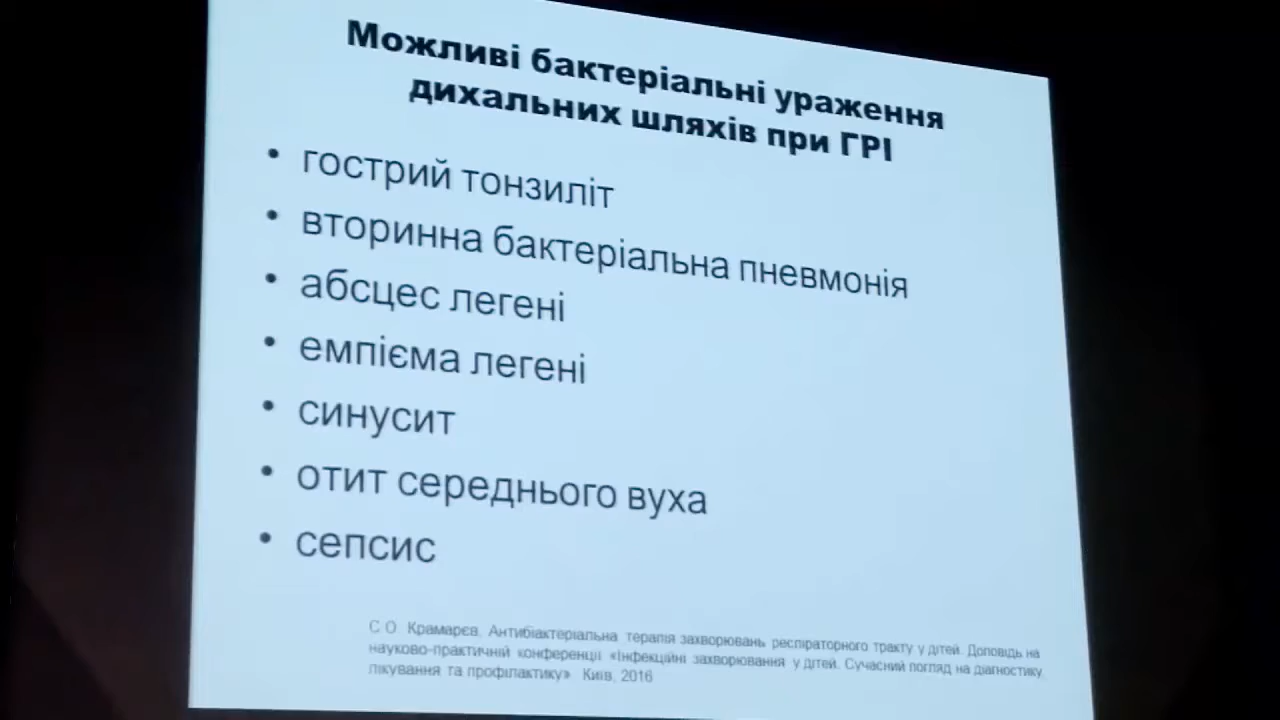 Можливі бактеріальні ураження
дихальних шляхів при ГРІ
• гострий тонзиліт
• вторинна бактеріальна пневмонія
• абсцес легені
• емпієма легені
• синусит
• отит середнього вуха
• сепсис
С.О. Крамарєв. Антибіактеріальна терапія захворювань респіраторного тракту у дітей. Доповідь на
науково-практичній конференції «Інфекційні захворювання у дітей. Сучасний погляд на діагностику,
лікування та профілактику» Київ, 2016